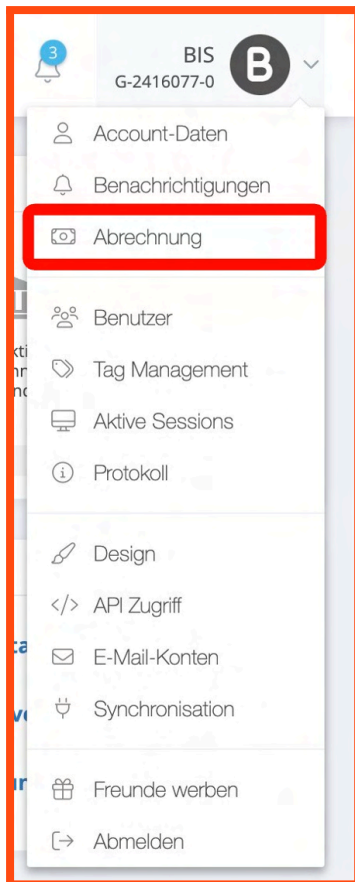 3
BIS
G-2416077-0
B
Account-Daten
Benachrichtigungen
Abrechnung
Benutzer
Tag Management
Aktive Sessions
Protokoll
Design
</> API Zugriff
E-Mail-Konten
Synchronisation
Freunde werben
Abmelden